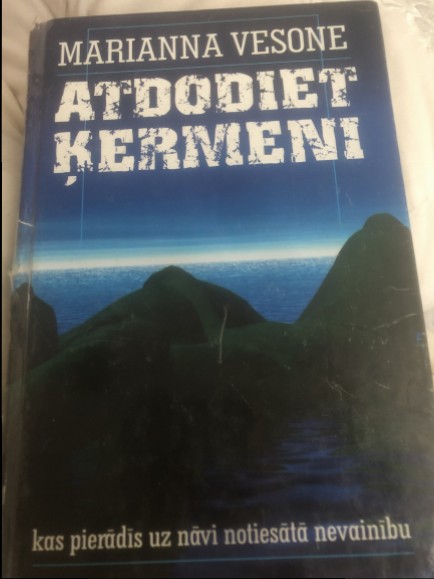 MARIANNA VESONE
ATDODIET
ĶERMENI
kas pierādīs uz nāvi notiesātā nevainību